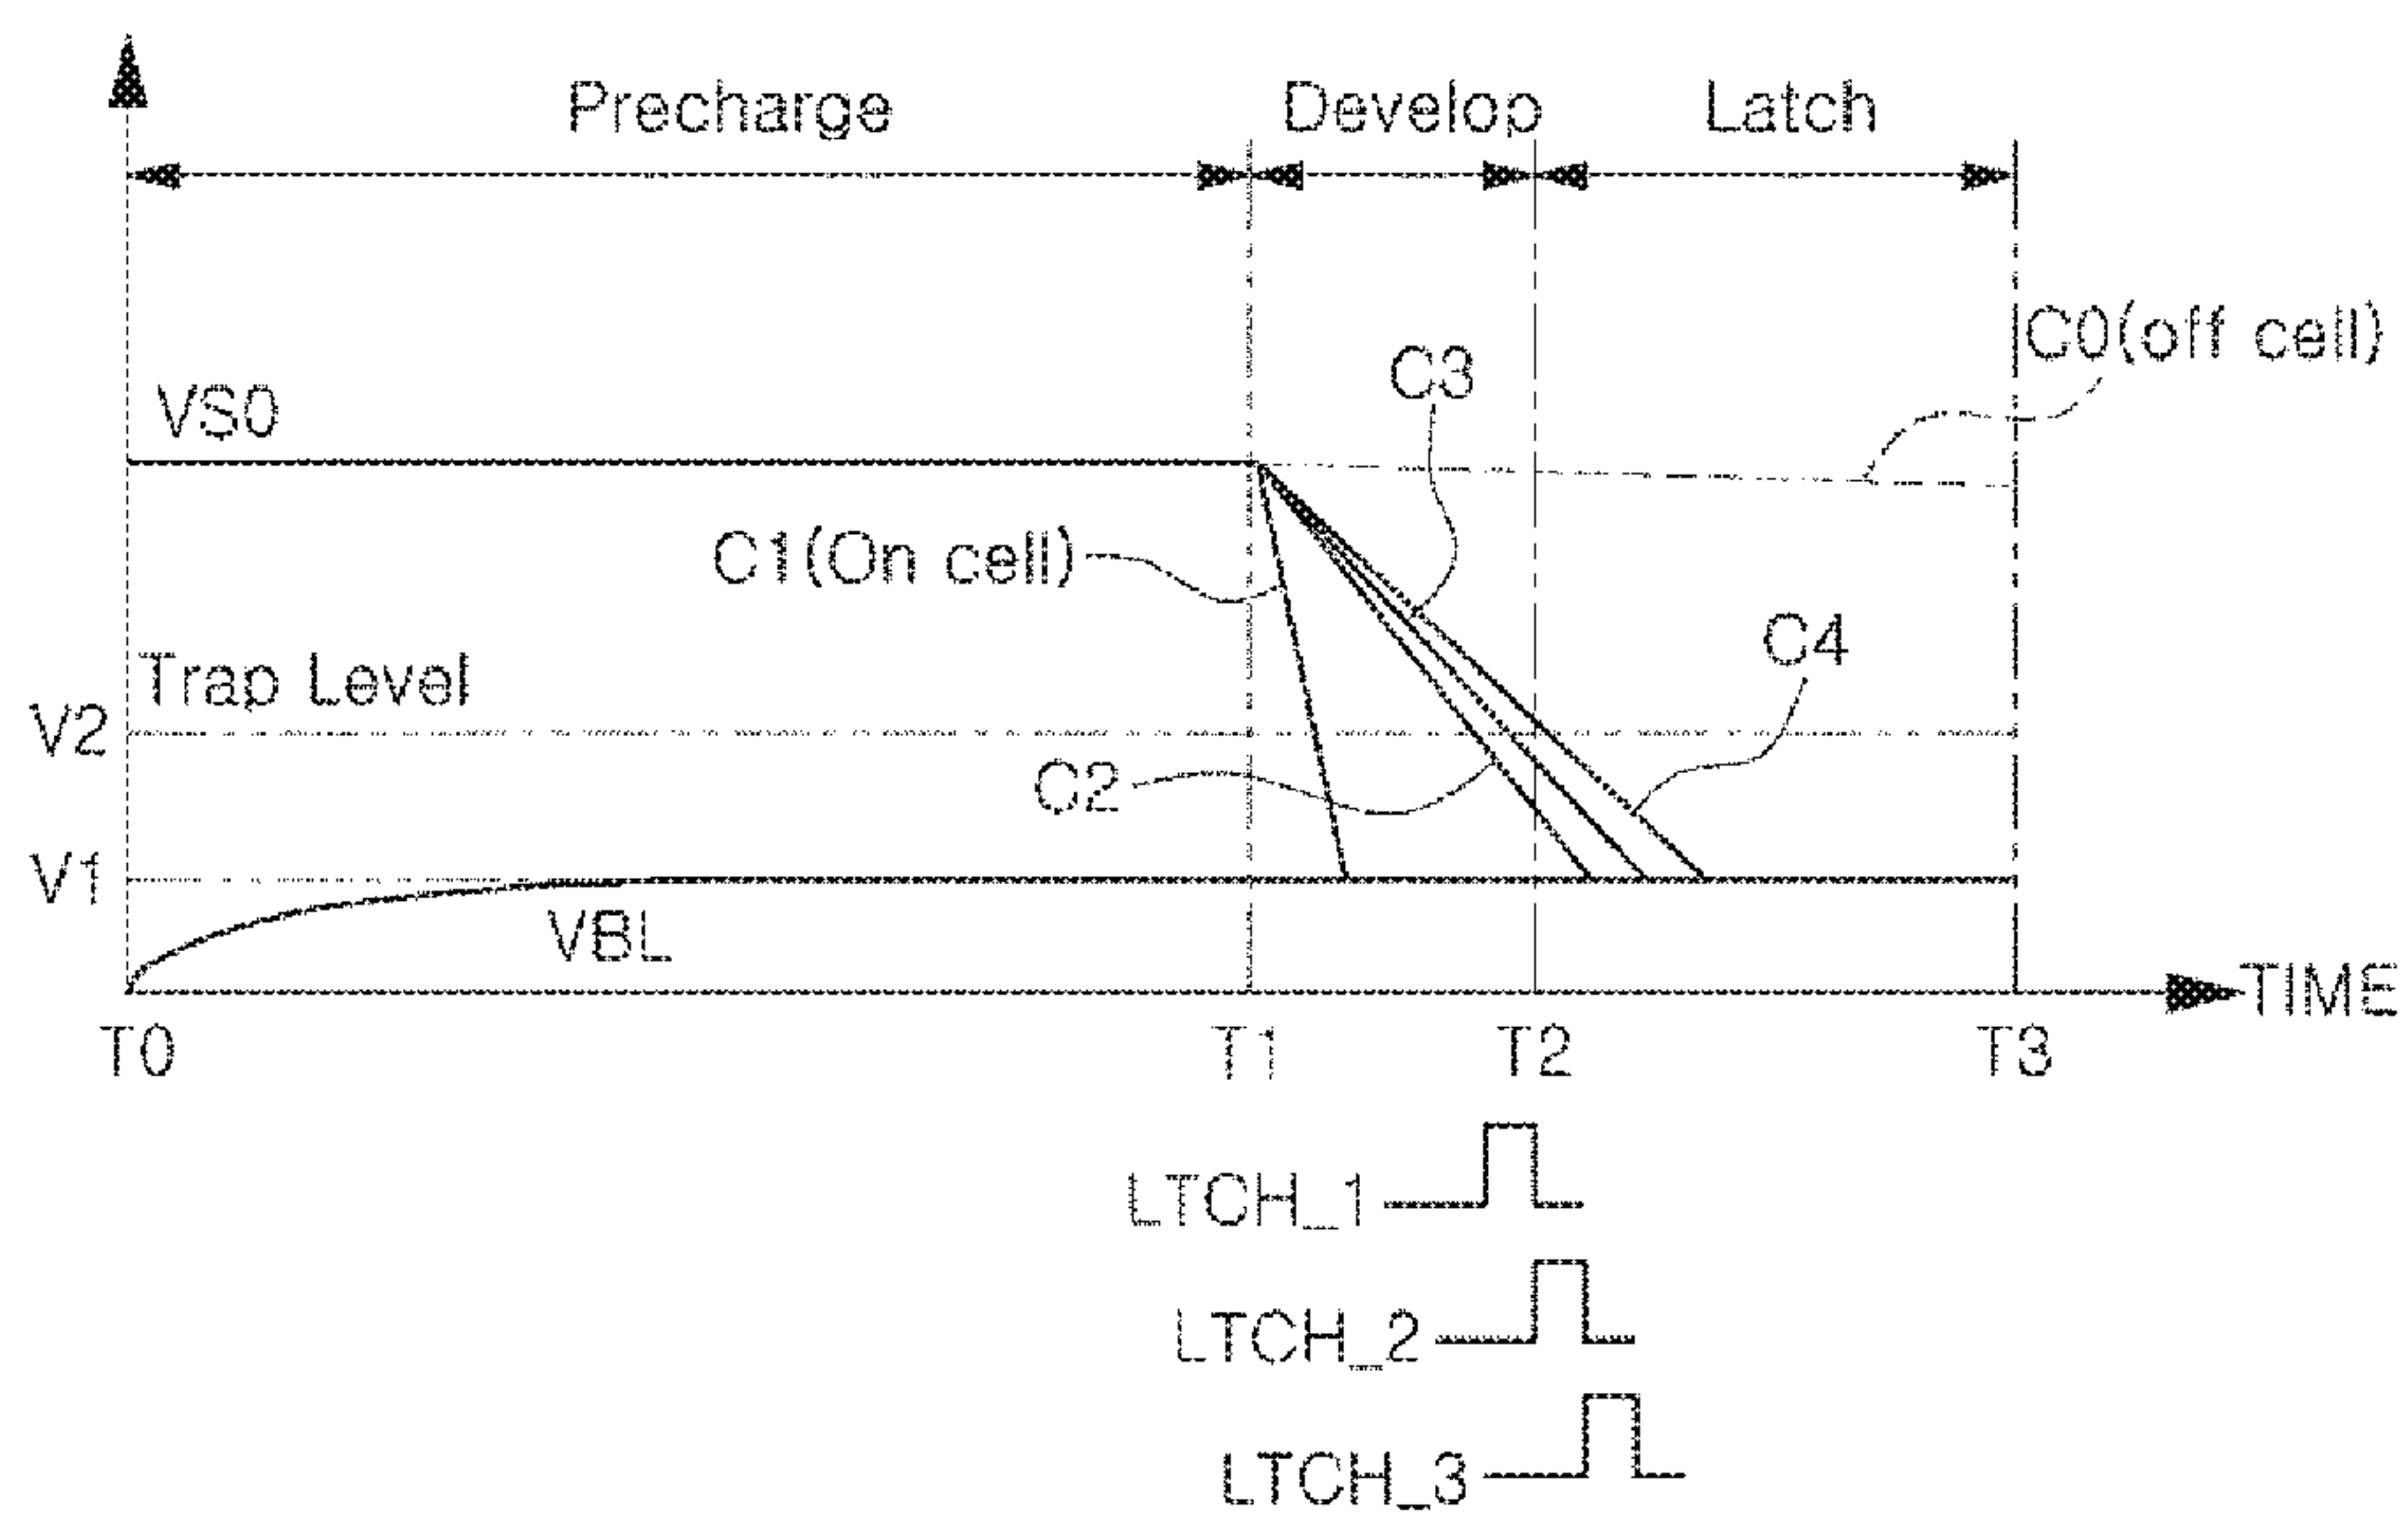 Precharge Develop Latch
C0(off cell)
C3
VS0
C1(On cell)
C4
Trap Level
V2
C2
V1
VBL
TIME
T0 T1 T2 T3
LTCH_1
LTCH_2
LTCH_3